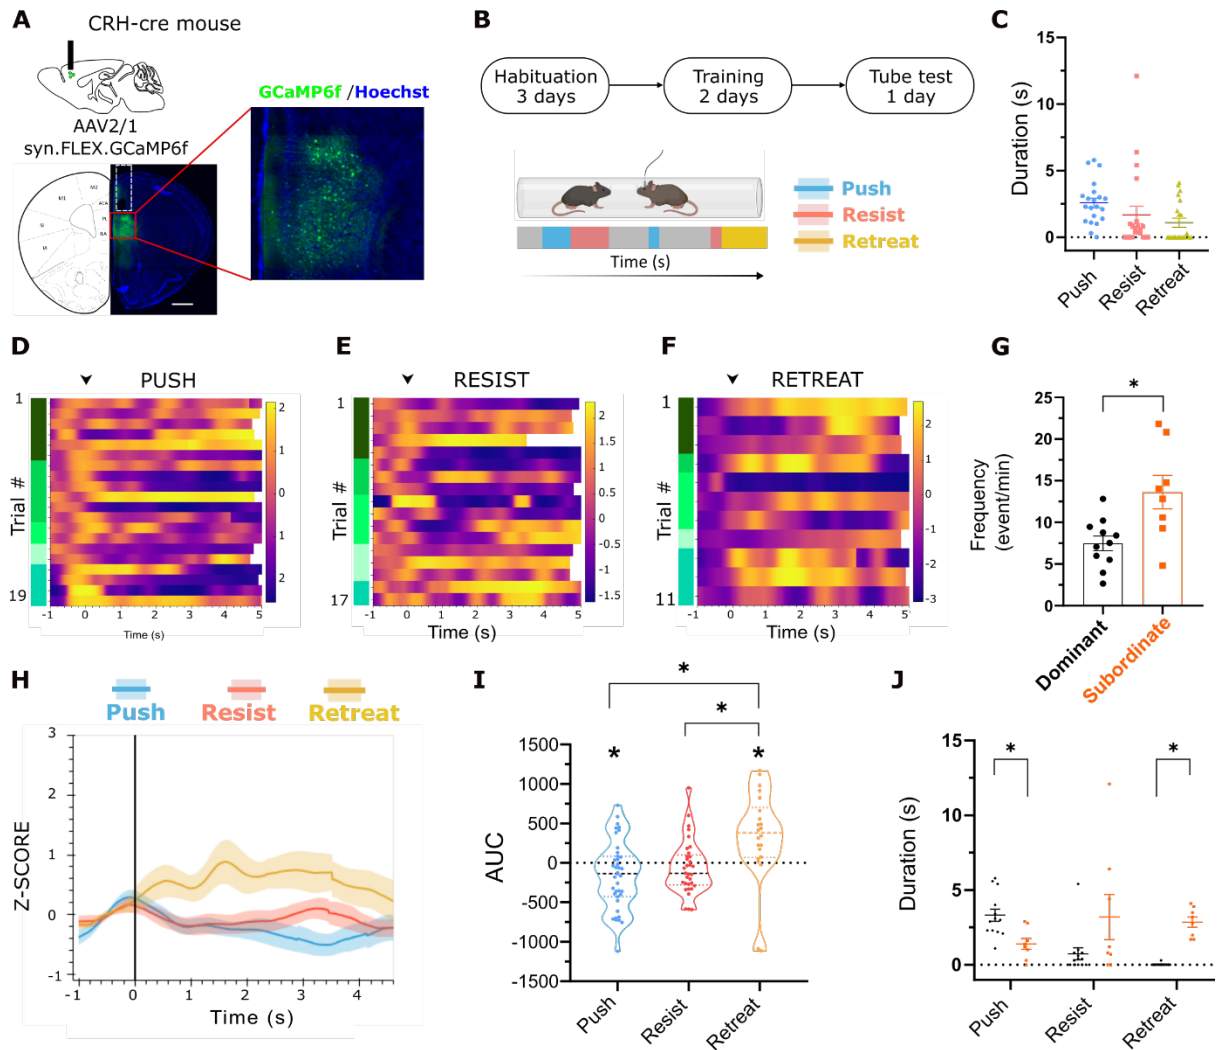 A
CRH-cre mouse
AAV2/1
syn.FLEX.GCaMP6f
GCaMP6f /Hoechst
M2
M1
ACA
PL
B
Habituation
3 days
Training
2 days
Tube test
1 day
Push
Resist
Retreat
Time (s)
C
Duration (s)
15
10
5
0
Push
Resist
Retreat
D
PUSH
1
Trial #
19
-1
0
1
2
3
4
5
Time (s)
2
1
0
1
2
E
RESIST
1
Trial #
17
-1
0
1
2
3
4
5
Time (s)
2
1.5
1
0.5
0
-0.5
-1
-1.5
F
RETREAT
1
Trial #
11
-1
0
1
2
3
4
5
Time (s)
2
1
0
-1
-2
-3
G
*
Frequency
(event/min)
25
20
15
10
5
0
Dominant
Subordinate
H
Push
Resist
Retreat
Z-SCORE
3
2
1
0
-1
-1
0
1
2
3
4
Time (s)
I
*
*
*
*
AUC
1500
1000
500
0
-500
-1000
-1500
Push
Resist
Retreat
J
*
*
Duration (s)
15
10
5
0
Push
Resist
Retreat